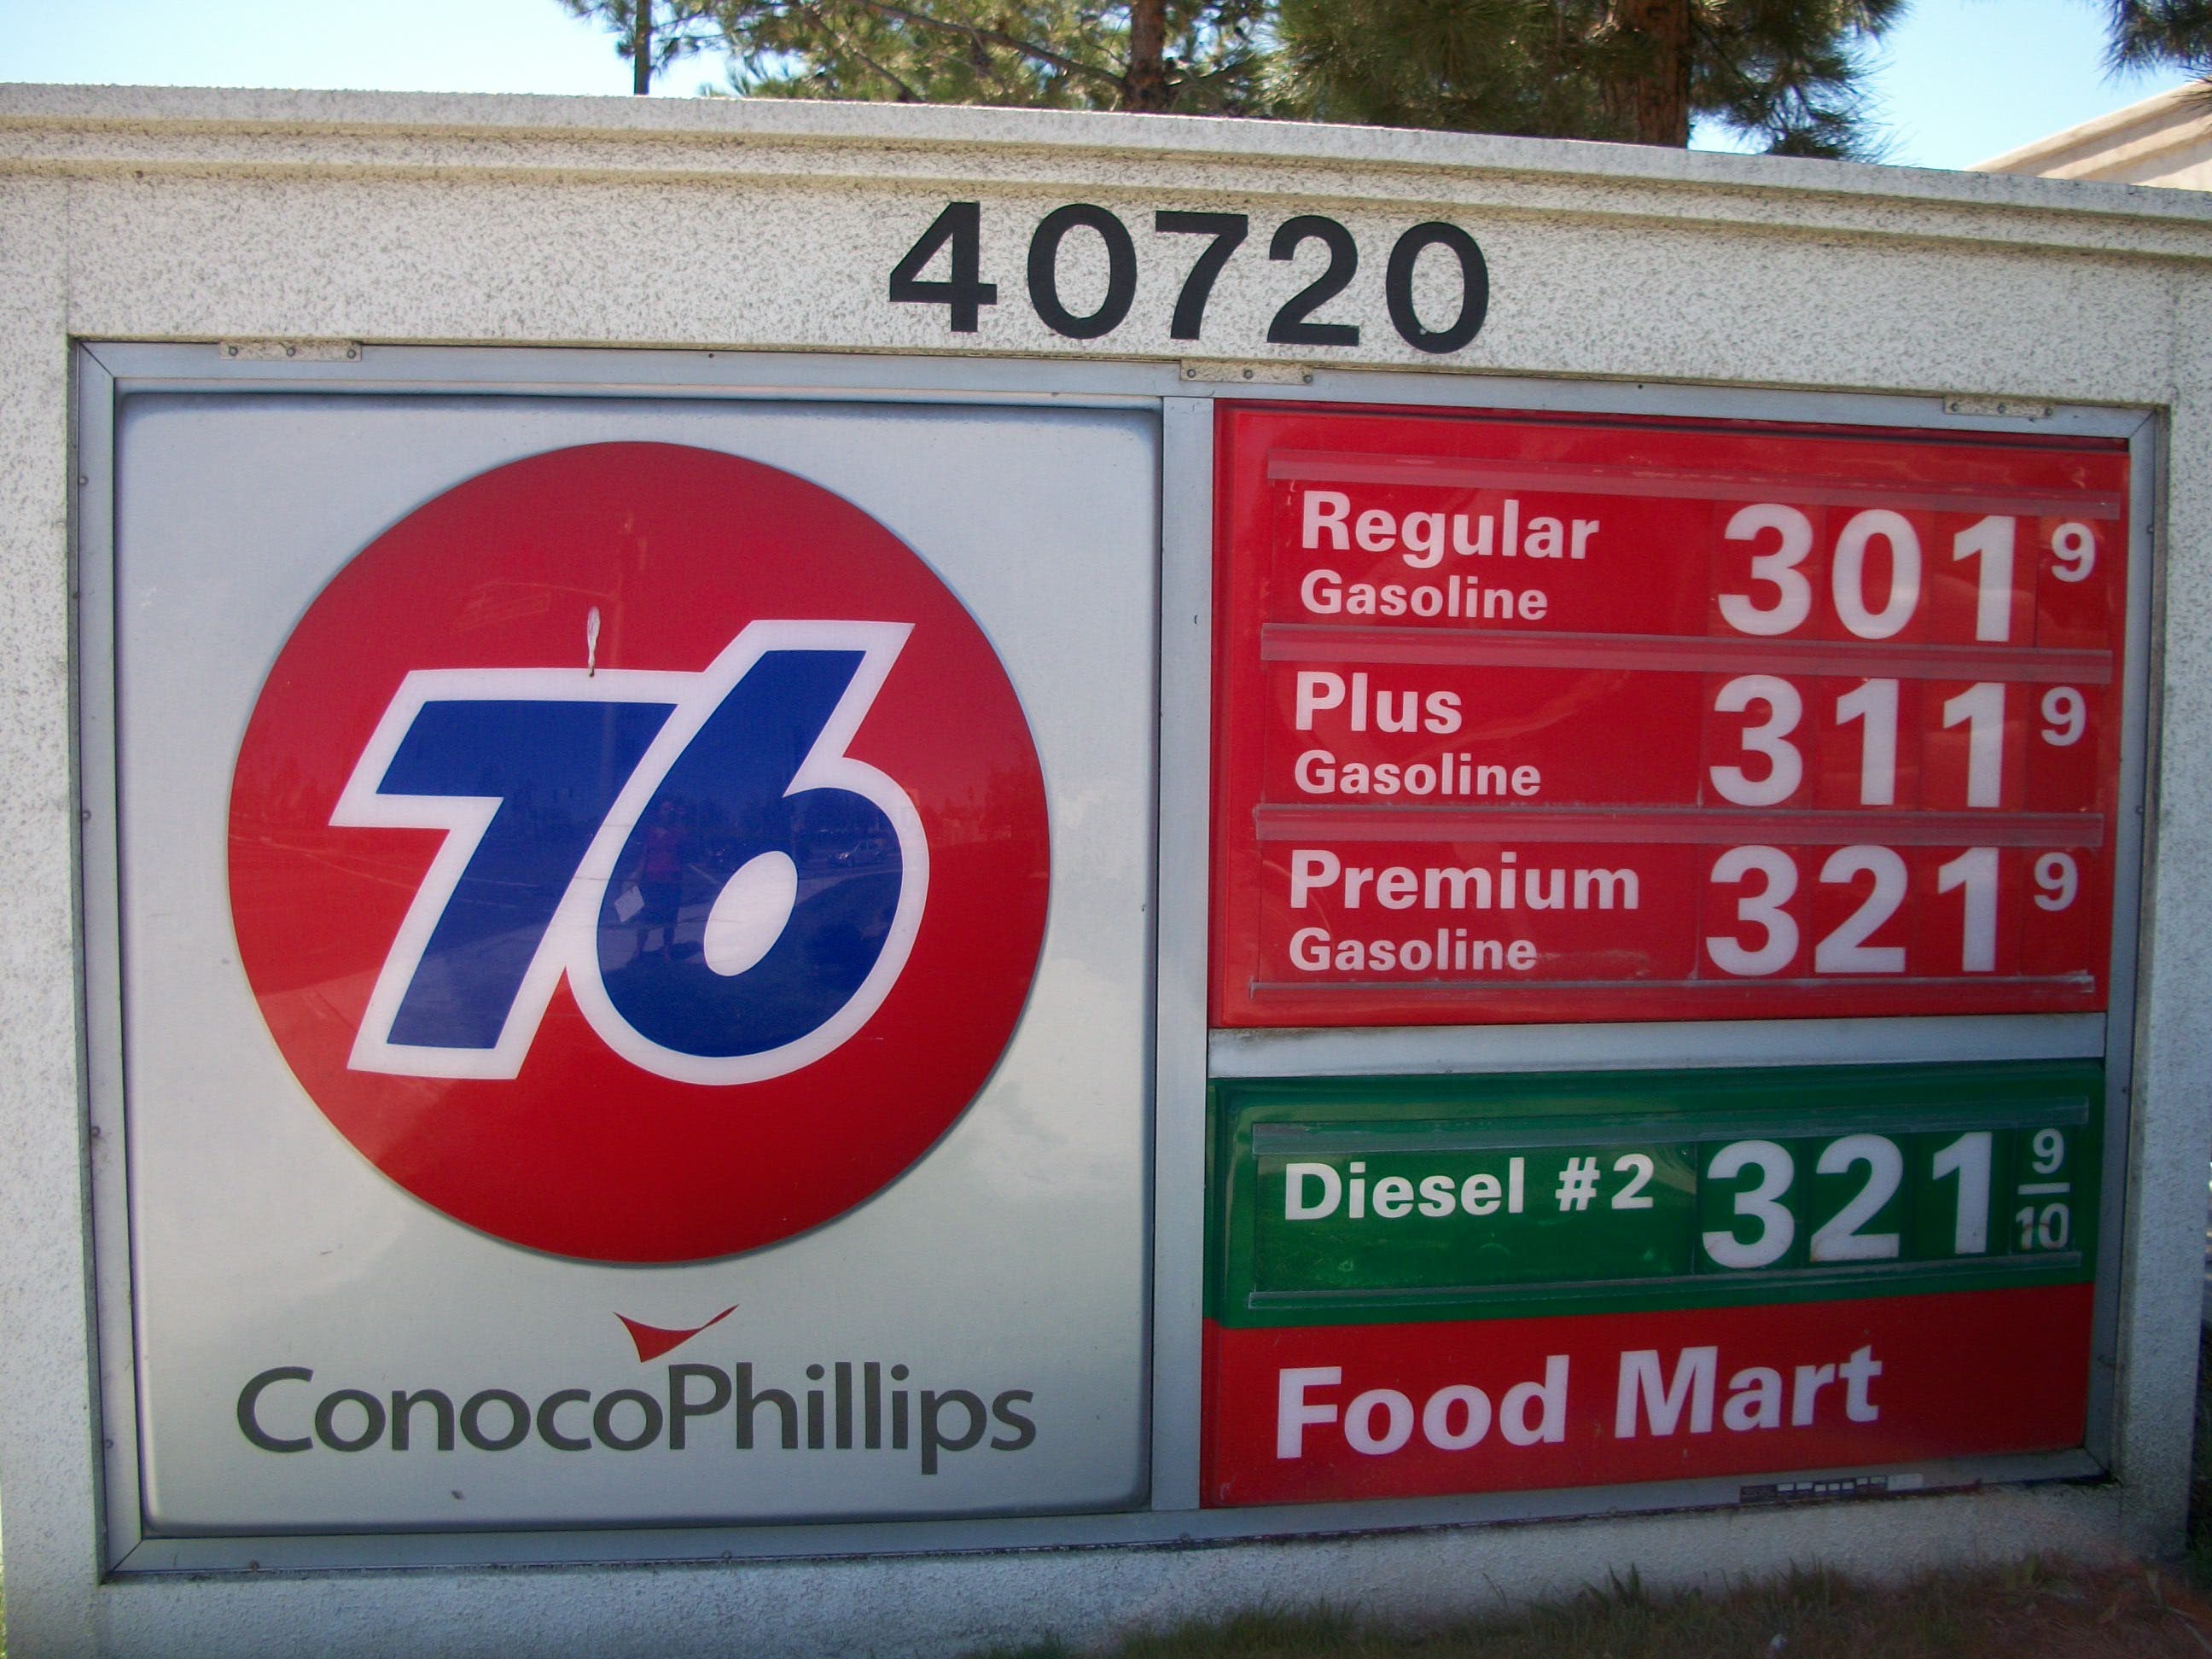 40720
76
ConocoPhillips
Regular
Gasoline
301 9
Plus
Gasoline
311 9
Premium
Gasoline
321 9
Diesel #2
321 9/10
Food Mart